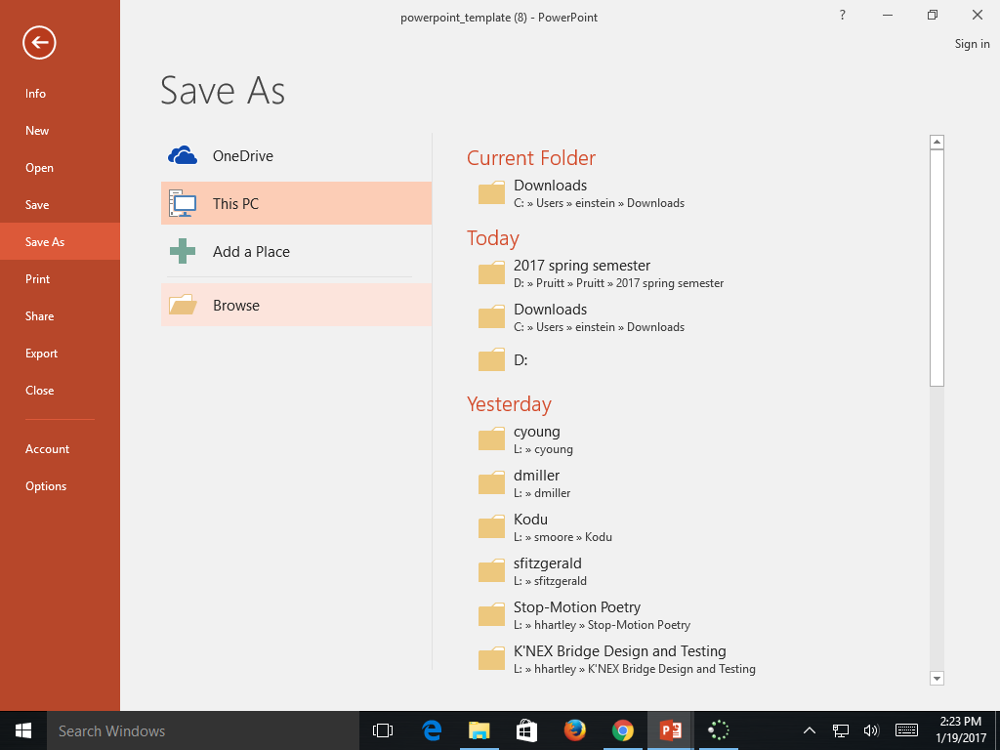 powerpoint_template (8) - PowerPoint
?
Sign in
Info
New
Open
Save
Save As
Print
Share
Export
Close
Account
Options
Save As
OneDrive
This PC
Add a Place
Browse
Current Folder
Downloads
C: » Users » einstein » Downloads
Today
2017 spring semester
D: » Pruitt » Pruitt » 2017 spring semester
Downloads
C: » Users » einstein » Downloads
D:
Yesterday
cyoung
L: » cyoung
dmiller
L: » dmiller
Kodu
L: » smoore » Kodu
sfitzgerald
L: » sfitzgerald
Stop-Motion Poetry
L: » hhartley » Stop-Motion Poetry
K'NEX Bridge Design and Testing
L: » hhartley » K'NEX Bridge Design and Testing
Search Windows
2:23 PM
1/19/2017